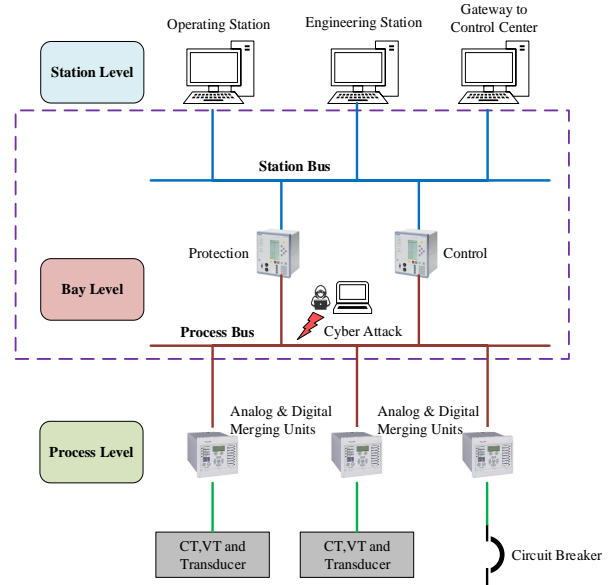 Gateway to
Control Center
Operating Station
Engineering Station
Station Level
Station Bus
Protection
Control
Bay Level
Cyber Attack
Process Bus
Analog & Digital
Merging Units
Analog & Digital
Merging Units
Process Level
CT,VT and
Transducer
CT,VT and
Transducer
Circuit Breaker